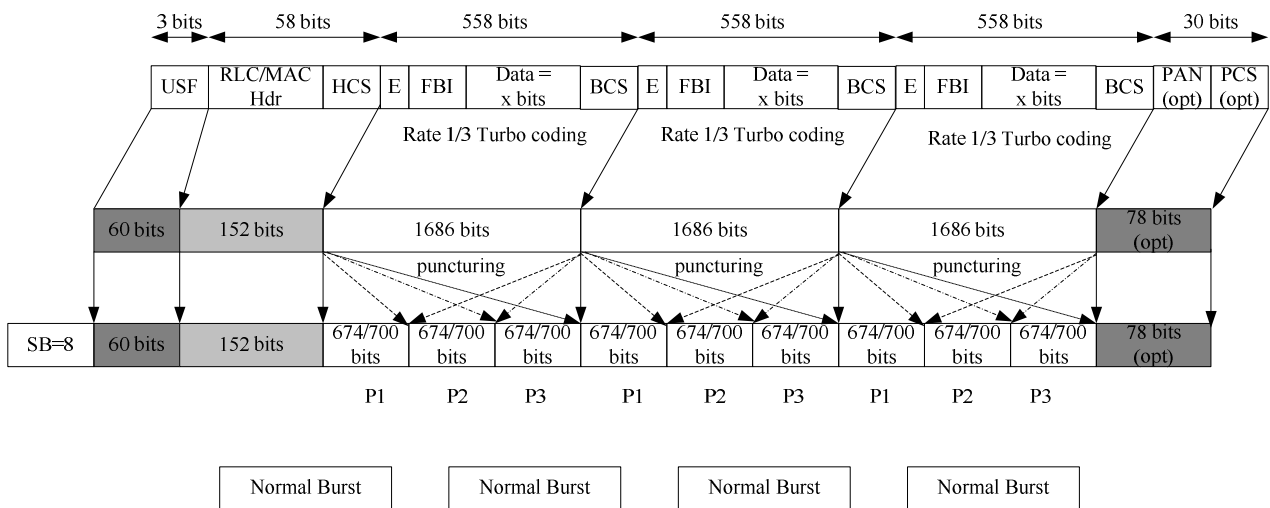 3 bits 58 bits 558 bits 558 bits 558 bits 30 bits
USF RLC/MAC Hdr HCS E FBI Data = x bits BCS E FBI Data = x bits BCS E FBI Data = x bits BCS PAN (opt) PCS (opt)
Rate 1/3 Turbo coding Rate 1/3 Turbo coding Rate 1/3 Turbo coding
60 bits 152 bits 1686 bits 1686 bits 1686 bits 78 bits (opt)
puncturing puncturing puncturing
SB=8 60 bits 152 bits 674/700 bits 674/700 bits 674/700 bits 674/700 bits 674/700 bits 674/700 bits 674/700 bits 674/700 bits 674/700 bits 78 bits (opt)
P1 P2 P3 P1 P2 P3 P1 P2 P3
Normal Burst Normal Burst Normal Burst Normal Burst